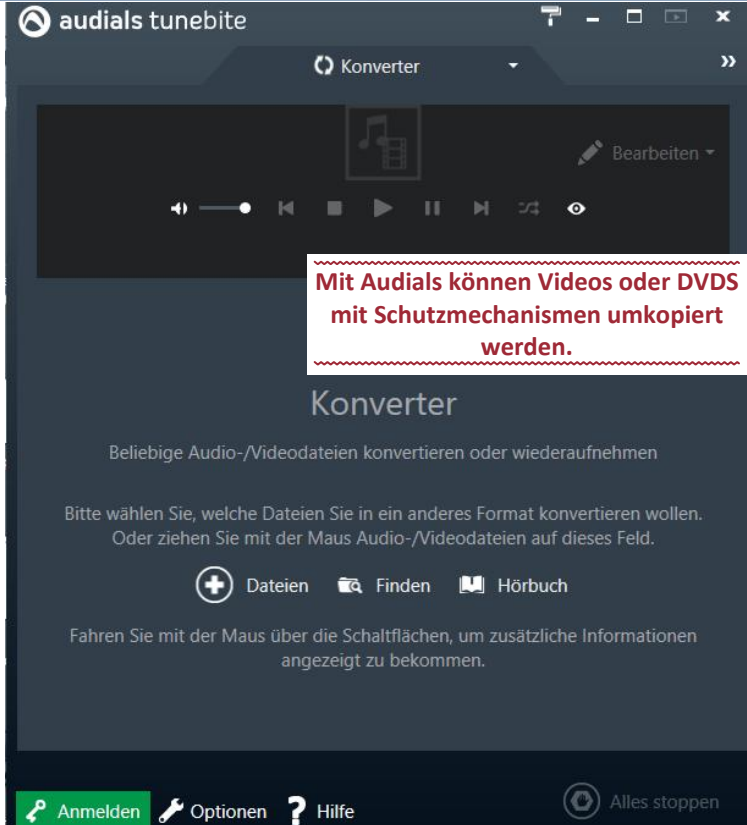 audials tunebite
Konverter
Bearbeiten
Mit Audials können Videos oder DVDS
mit Schutzmechanismen umkopiert
werden.
Konverter
Beliebige Audio-/Videodateien konvertieren oder wiederaufnehmen
Bitte wählen Sie, welche Dateien Sie in ein anderes Format konvertieren wollen.
Oder ziehen Sie mit der Maus Audio-/Videodateien auf dieses Feld.
Dateien Finden Hörbuch
Fahren Sie mit der Maus über die Schaltflächen, um zusätzliche Informationen
angezeigt zu bekommen.
Anmelden Optionen ? Hilfe Alles stoppen